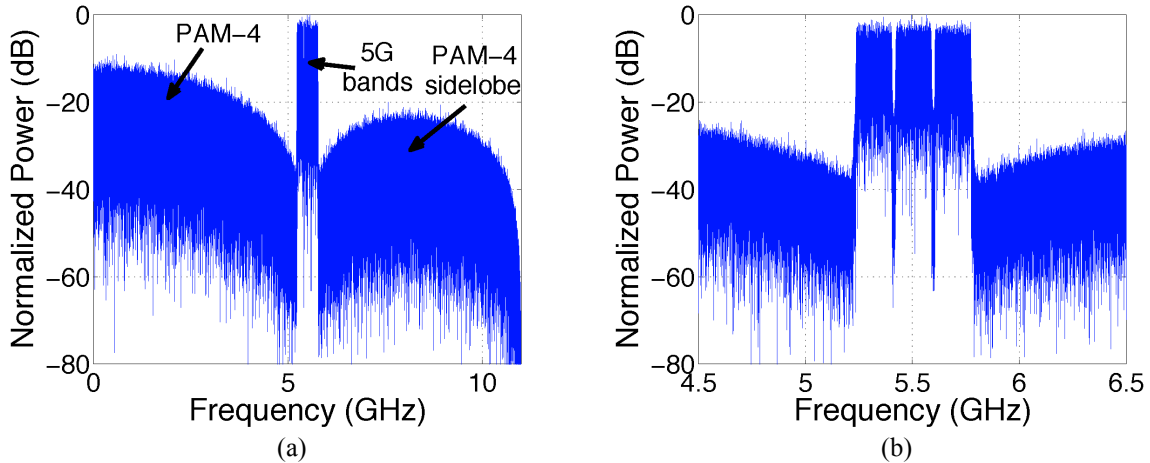 0
−20
−40
−60
−80
Normalized Power (dB)
PAM−4
5G
bands
PAM−4
sidelobe
0
5
10
Frequency (GHz)
(a)
0
−20
−40
−60
−80
Normalized Power (dB)
4.5
5
5.5
6
6.5
Frequency (GHz)
(b)